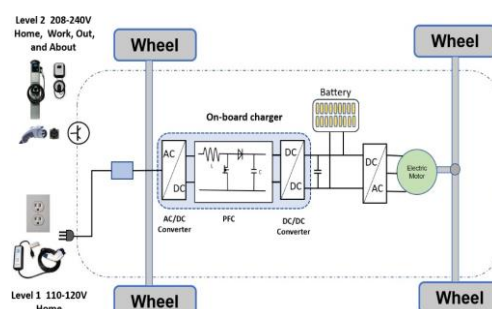 Level 2 208-240V
Home, Work, Out,
and About
Wheel
Wheel
On-board charger
Battery
AC
DC
L
C
DC
DC
DC
AC
Electric
Motor
AC/DC
Converter
PFC
DC/DC
Converter
Level 1 110-120V
Home
Wheel
Wheel